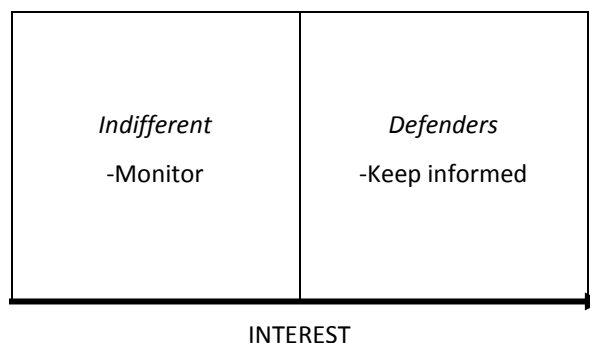 Indifferent
-Monitor
Defenders
-Keep informed
INTEREST